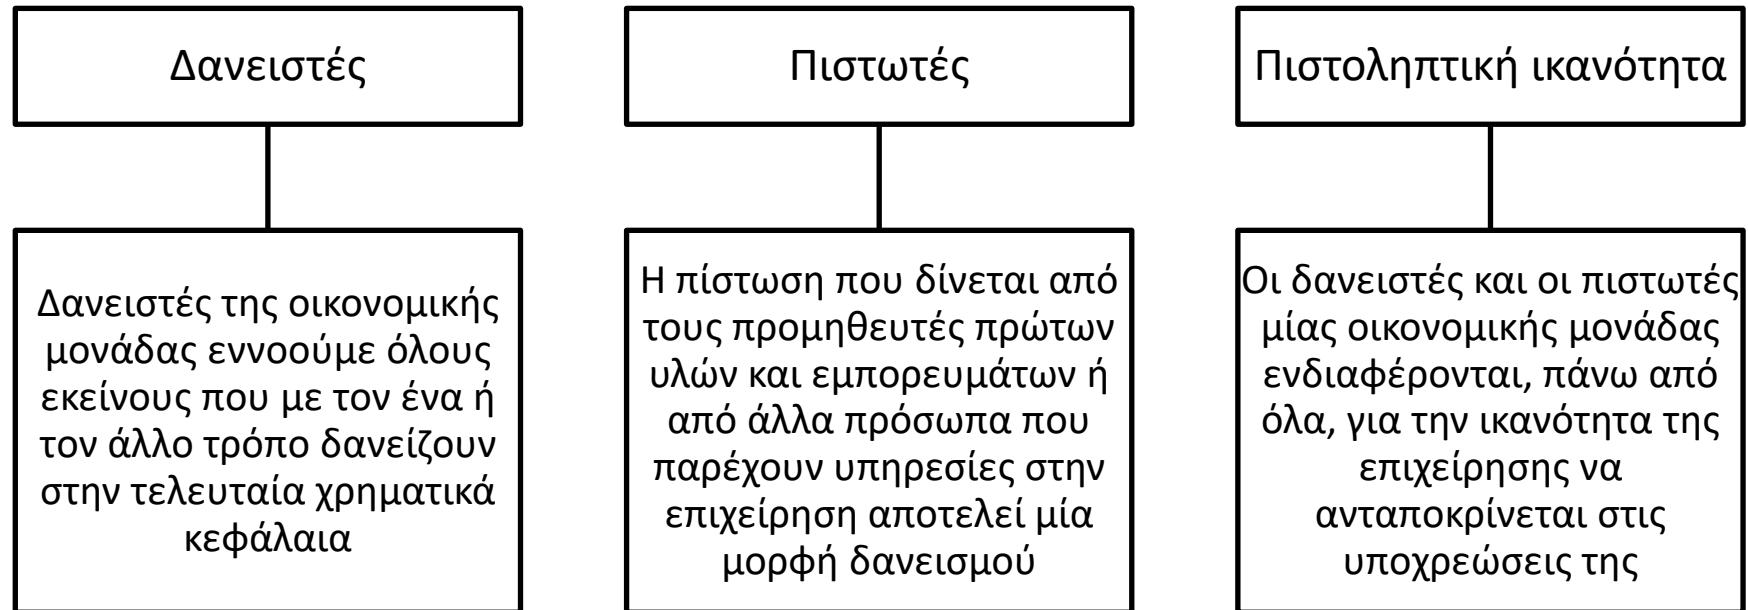 Δανειστές
Δανειστές της οικονομικής
μονάδας εννοούμε όλους
εκείνους που με τον ένα ή
τον άλλο τρόπο δανείζουν
στην τελευταία χρηματικά
κεφάλαια
Πιστωτές
Η πίστωση που δίνεται από
τους προμηθευτές πρώτων
υλών και εμπορευμάτων ή
από άλλα πρόσωπα που
παρέχουν υπηρεσίες στην
επιχείρηση αποτελεί μία
μορφή δανεισμού
Πιστοληπτική ικανότητα
Οι δανειστές και οι πιστωτές
μίας οικονομικής μονάδας
ενδιαφέρονται, πάνω από
όλα, για την ικανότητα της
επιχείρησης να
ανταποκρίνεται στις
υποχρεώσεις της